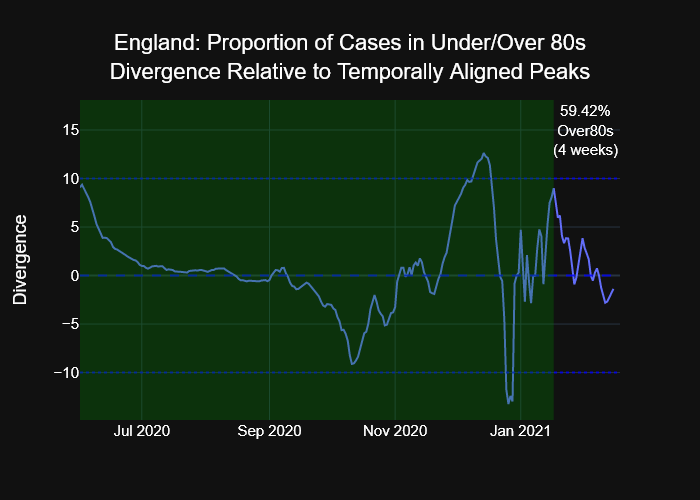 England: Proportion of Cases in Under/Over 80s
Divergence Relative to Temporally Aligned Peaks
59.42%
Over80s
(4 weeks)
Divergence
15
10
5
0
−5
−10
Jul 2020
Sep 2020
Nov 2020
Jan 2021